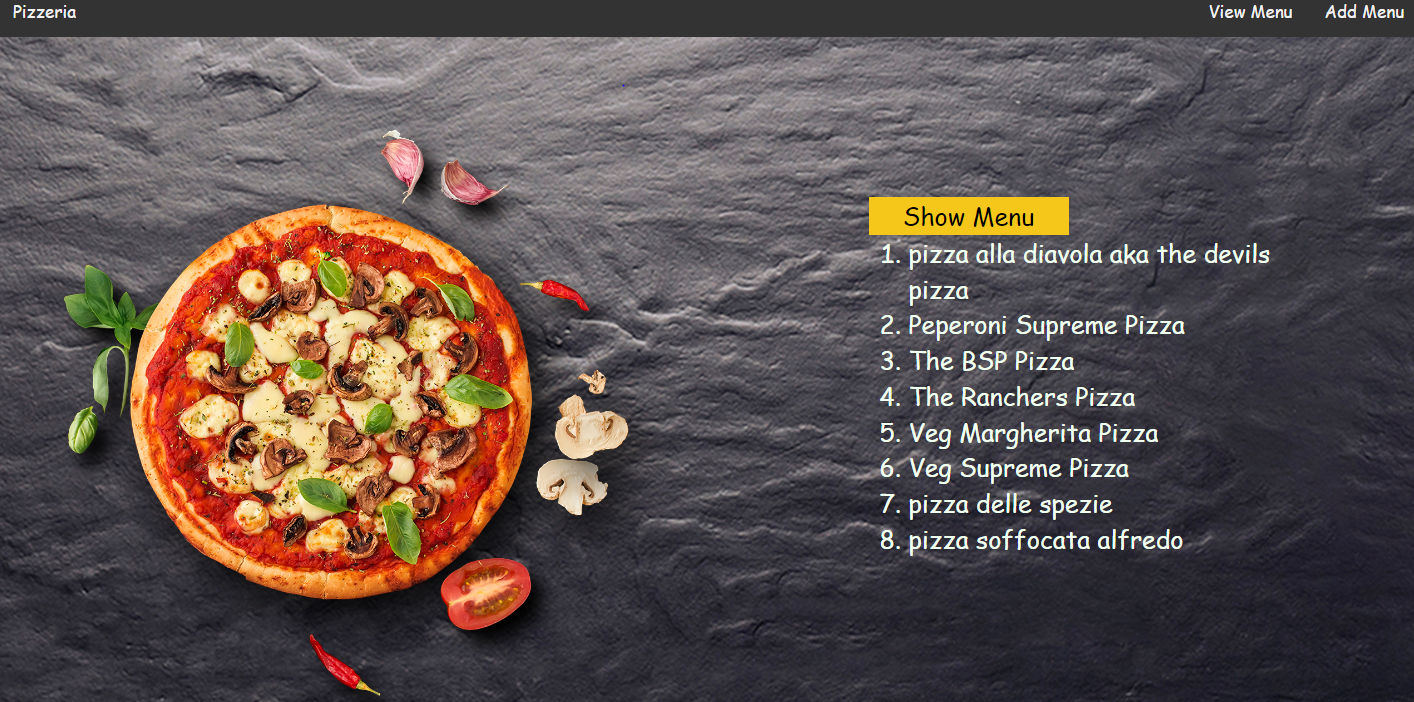 Pizzeria
View Menu
Add Menu
Show Menu
1. pizza alla diavola aka the devils
pizza
2. Peperoni Supreme Pizza
3. The BSP Pizza
4. The Ranchers Pizza
5. Veg Margherita Pizza
6. Veg Supreme Pizza
7. pizza delle spezie
8. pizza soffocata alfredo